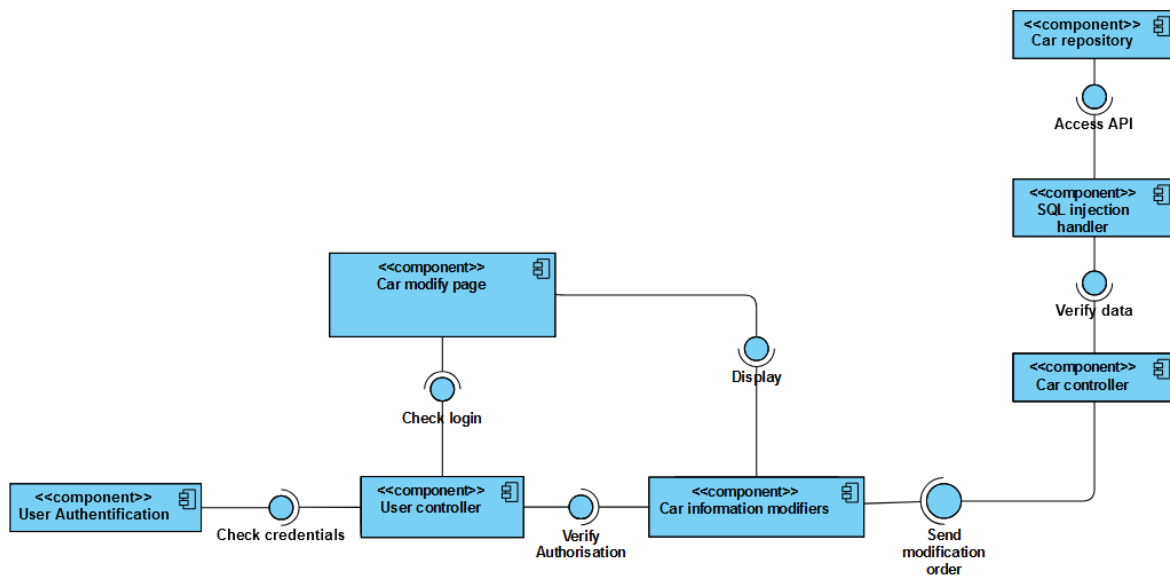 <<component>>
Car repository
Access API
<<component>>
SQL injection
handler
Verify data
<<component>>
Car controller
<<component>>
Car modify page
Check login
Display
<<component>>
User Authentification
Check credentials
<<component>>
User controller
Verify
Authorisation
<<component>>
Car information modifiers
Send
modification
order